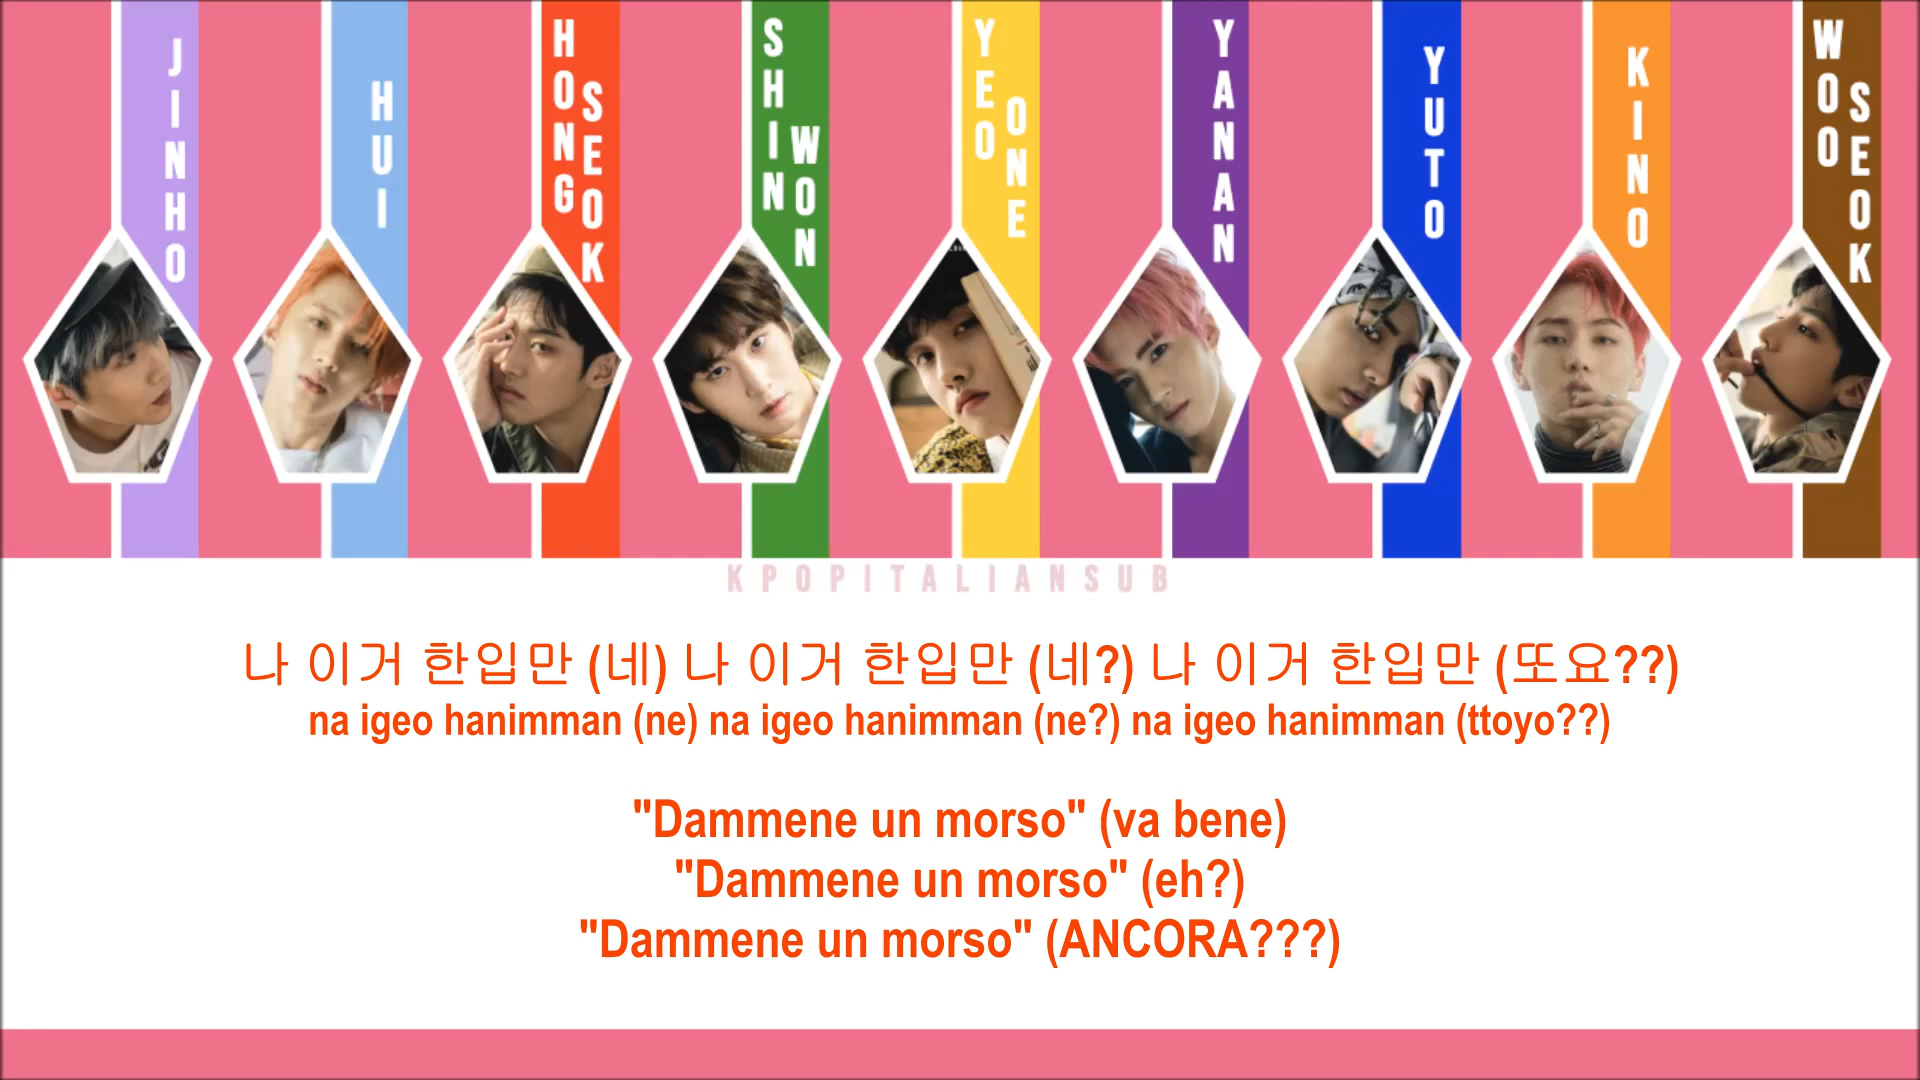 JINHO
HUI
HONG SEOK
SHIN WON
YEO ONE
YANAN
YUTO
KINO
WOO SEOK
KPOPITALIANSUB
나 이거 한입만 (네) 나 이거 한입만 (네?) 나 이거 한입만 (또요??)
na igeo hanimman (ne) na igeo hanimman (ne?) na igeo hanimman (ttoyo??)
"Dammene un morso" (va bene)
"Dammene un morso" (eh?)
"Dammene un morso" (ANCORA???)